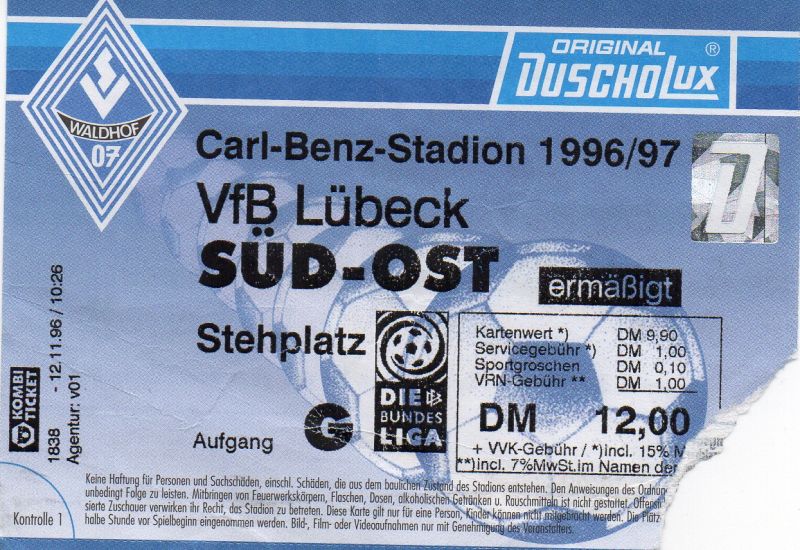 ORIGINAL ®
DUSCHOLUX
SV
WALDHOF
07
Carl-Benz-Stadion 1996/97
VfB Lübeck
SÜD-OST
ermäßigt
Stehplatz
DIE
BUNDES
LIGA
Kartenwert *) DM 9,90
Servicegebühr *) DM 1,00
Sportgroschen DM 0,10
VRN-Gebühr ** DM 1,00
DM 12,00
+ VVK-Gebühr / *)incl. 15% M
**)incl. 7%MwSt.im Namen der
Aufgang G
KOMBI
TICKET
1838 - 12.11.96 / 10:26
Agentur: v01
Kontrolle 1
Keine Haftung für Personen und Sachschäden, einschl. Schäden, die aus dem baulichen Zustand des Stadions entstehen. Den Anweisungen des Ordnung
unbedingt Folge zu leisten. Mitbringen von Feuerwerkskörpern, Flaschen, Dosen, alkoholischen Getränken u. Rauschmitteln ist nicht gestattet. Offensi
sierte Zuschauer verwirken ihr Recht, das Stadion zu betreten. Diese Karte gilt nur für eine Person, Kinder können nicht mitgebracht werden. Die Platz
halbe Stunde vor Spielbeginn eingenommen werden. Bild-, Film- oder Videoaufnahmen nur mit Genehmigung des Veranstalters.